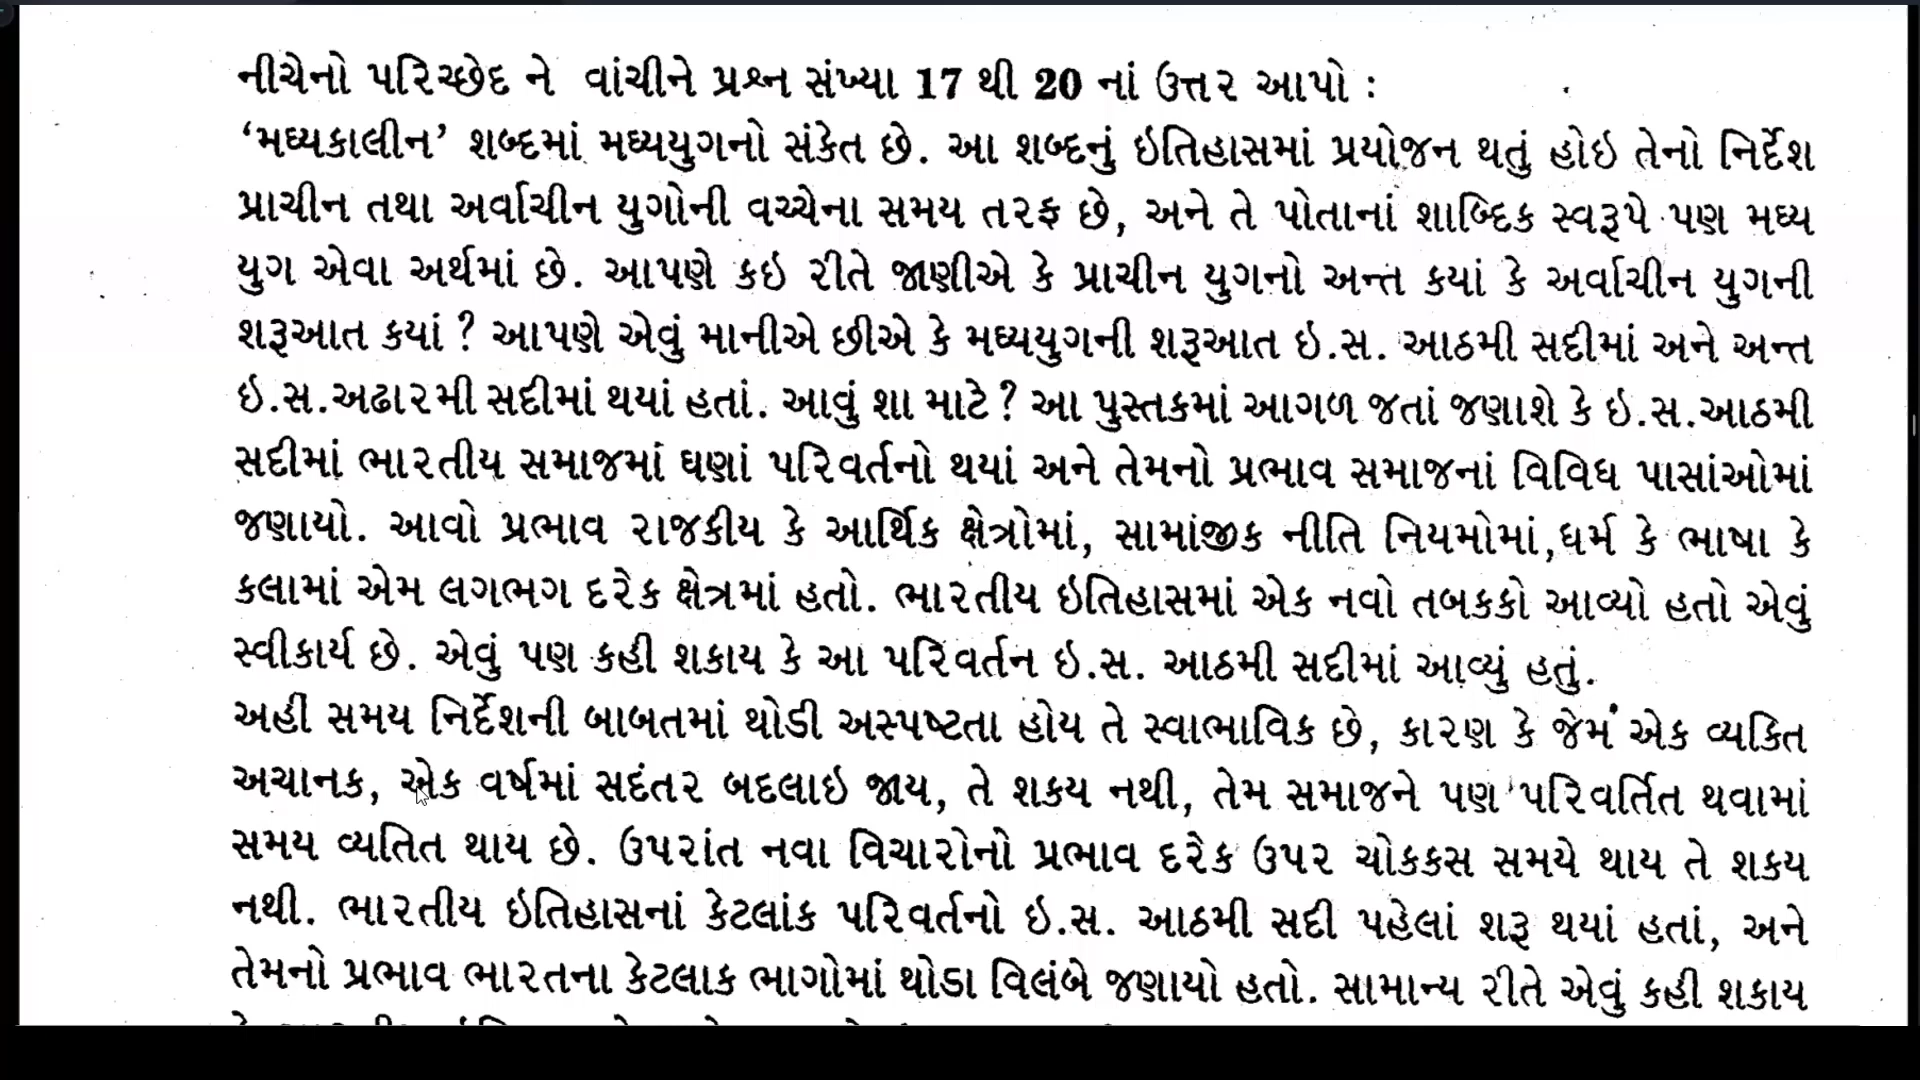 નીચેનો પરિચ્છેદ ને વાંચીને પ્રશ્ન સંખ્યા 17 થી 20 નાં ઉત્તર આપો :
‘મઘ્યકાલીન’ શબ્દમાં મઘ્યયુગનો સંકેત છે. આ શબ્દનું ઇતિહાસમાં પ્રયોજન થતું હોઇ તેનો નિર્દેશ
પ્રાચીન તથા અર્વાચીન યુગોની વચ્ચેના સમય તરફ છે, અને તે પોતાનાં શાબ્દિક સ્વરૂપે પણ મઘ્ય
યુગ એવા અર્થમાં છે. આપણે કઇ રીતે જાણીએ કે પ્રાચીન યુગનો અન્ત કયાં કે અર્વાચીન યુગની
શરૂઆત કયાં ? આપણે એવું માનીએ છીએ કે મઘ્યયુગની શરૂઆત ઇ.સ. આઠમી સદીમાં અને અન્ત
ઇ.સ.અઢારમી સદીમાં થયાં હતાં. આવું શા માટે ? આ પુસ્તકમાં આગળ જતાં જણાશે કે ઇ.સ.આઠમી
સદીમાં ભારતીય સમાજમાં ઘણાં પરિવર્તનો થયાં અને તેમનો પ્રભાવ સમાજનાં વિવિધ પાસાંઓમાં
જણાયો. આવો પ્રભાવ રાજકીય કે આર્થિક ક્ષેત્રોમાં, સામાંજીક નીતિ નિયમોમાં,ધર્મ કે ભાષા કે
કલામાં એમ લગભગ દરેક ક્ષેત્રમાં હતો. ભારતીય ઇતિહાસમાં એક નવો તબકકો આવ્યો હતો એવું
સ્વીકાર્ય છે. એવું પણ કહી શકાય કે આ પરિવર્તન ઇ.સ. આઠમી સદીમાં આવ્યું હતું.
અહીં સમય નિર્દેશની બાબતમાં થોડી અસ્પષ્ટતા હોય તે સ્વાભાવિક છે, કારણ કે જેમ એક વ્યકિત
અચાનક, એક વર્ષમાં સદંતર બદલાઇ જાય, તે શકય નથી, તેમ સમાજને પણ પરિવર્તિત થવામાં
સમય વ્યતિત થાય છે. ઉપરાંત નવા વિચારોનો પ્રભાવ દરેક ઉપર ચોકકસ સમયે થાય તે શકય
નથી. ભારતીય ઇતિહાસનાં કેટલાંક પરિવર્તનો ઇ.સ. આઠમી સદી પહેલાં શરૂ થયાં હતાં, અને
તેમનો પ્રભાવ ભારતના કેટલાક ભાગોમાં થોડા વિલંબે જણાયો હતો. સામાન્ય રીતે એવું કહી શકાય